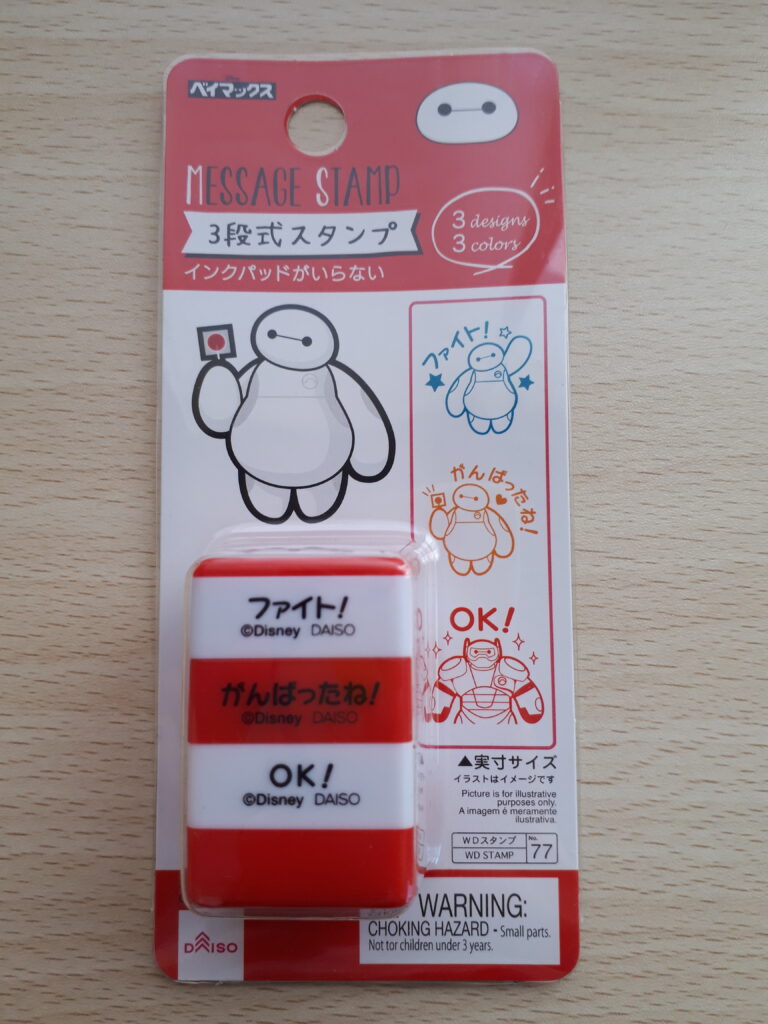 Disney
ベイマックス
MESSAGE STAMP
3段式スタンプ
3 designs
3 colors
インクパッドがいらない
ファイト!
がんばったね!
OK!
ファイト!
©Disney DAISO
がんばったね!
©Disney DAISO
OK!
©Disney DAISO
▲実寸サイズ
イラストはイメージです
Picture is for illustrative
purposes only.
A imagem è meramente
ilustrativa.
WDスタンプ
WD STAMP
No.
77
WARNING:
CHOKING HAZARD • Small parts.
Not tor children under 3 years.
DAISO